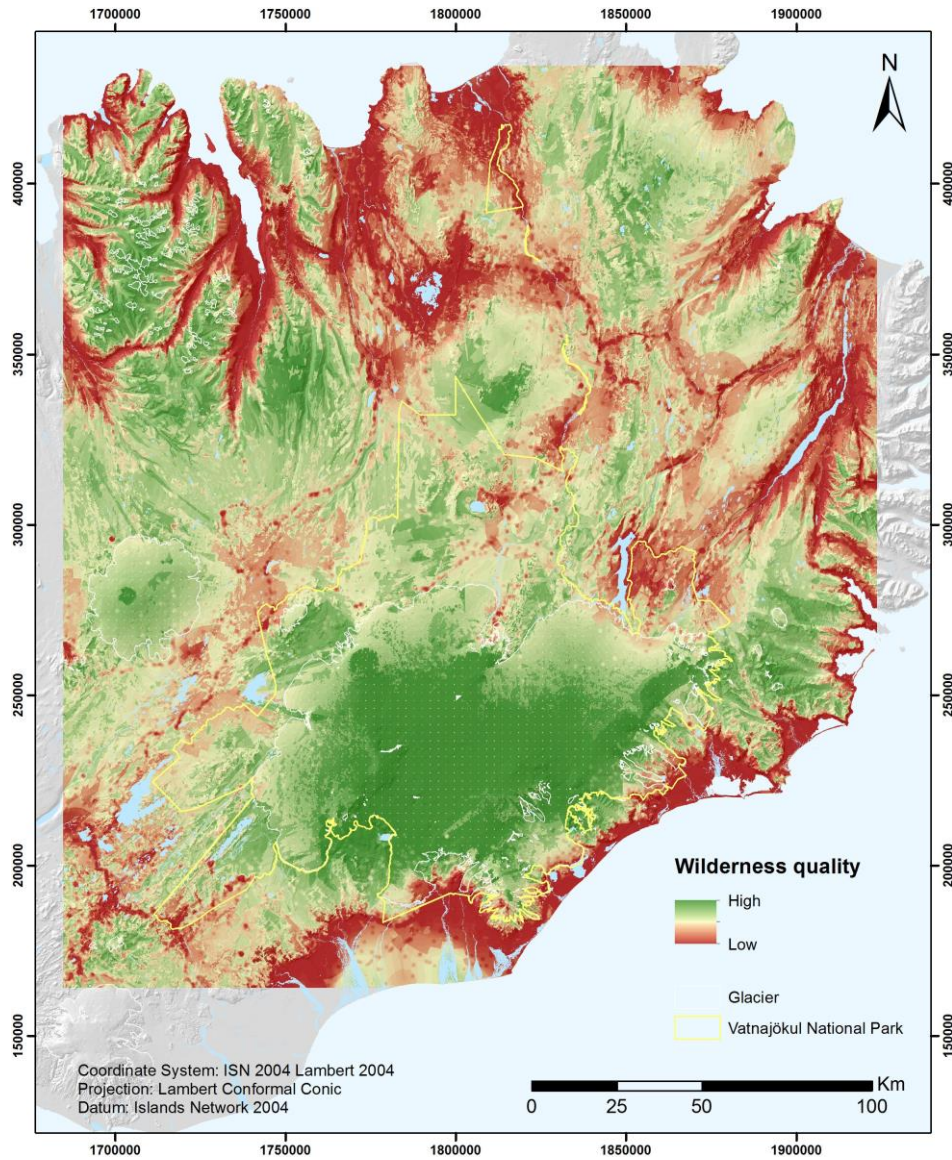 1700000 1750000 1800000 1850000 1900000
N
400000 400000
350000 350000
300000 300000
250000 250000
200000 200000
150000 150000
Wilderness quality
High
Low
Glacier
Vatnajökul National Park
Coordinate System: ISN 2004 Lambert 2004
Projection: Lambert Conformal Conic
Datum: Islands Network 2004
Km
0 25 50 100
1700000 1750000 1800000 1850000 1900000